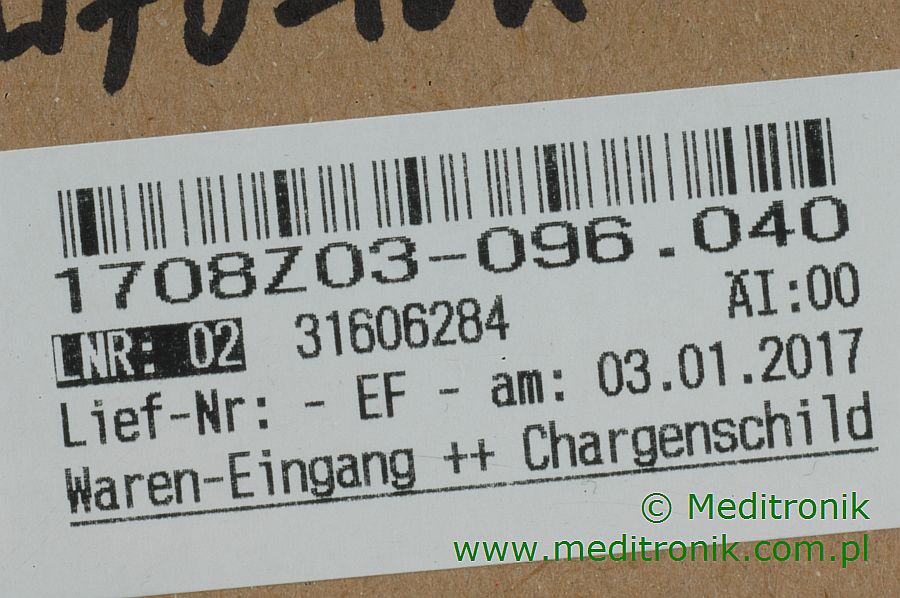 1708Z03-096.040
LNR: 02 31606284 AI:00
Lief-Nr: - EF - am: 03.01.2017
Waren-Eingang ++ Chargenschild
© Meditronik
www.meditronik.com.pl